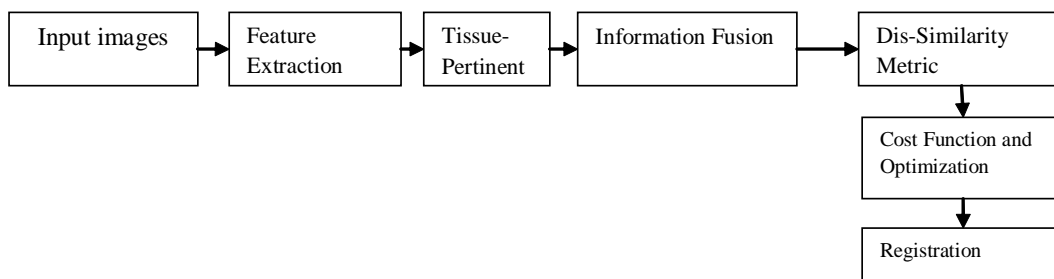 Input images
Feature
Extraction
Tissue-
Pertinent
Information Fusion
Dis-Similarity
Metric
Cost Function and
Optimization
Registration